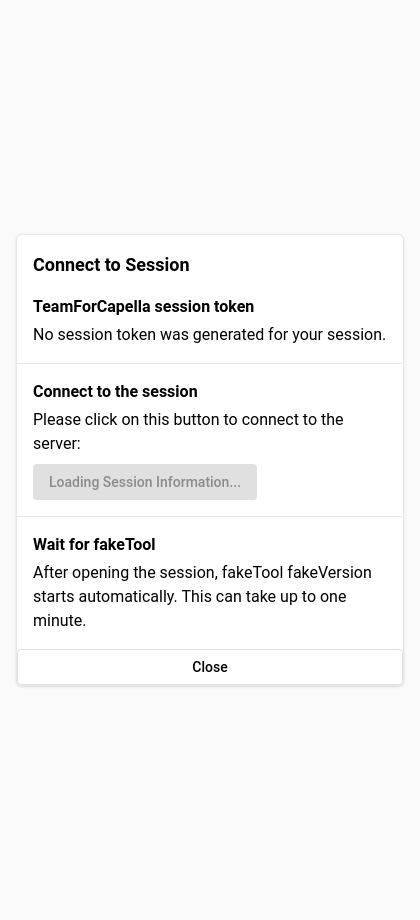 Connect to Session
TeamForCapella session token
No session token was generated for your session.
Connect to the session
Please click on this button to connect to the
server:
Loading Session Information...
Wait for fakeTool
After opening the session, fakeTool fakeVersion
starts automatically. This can take up to one
minute.
Close